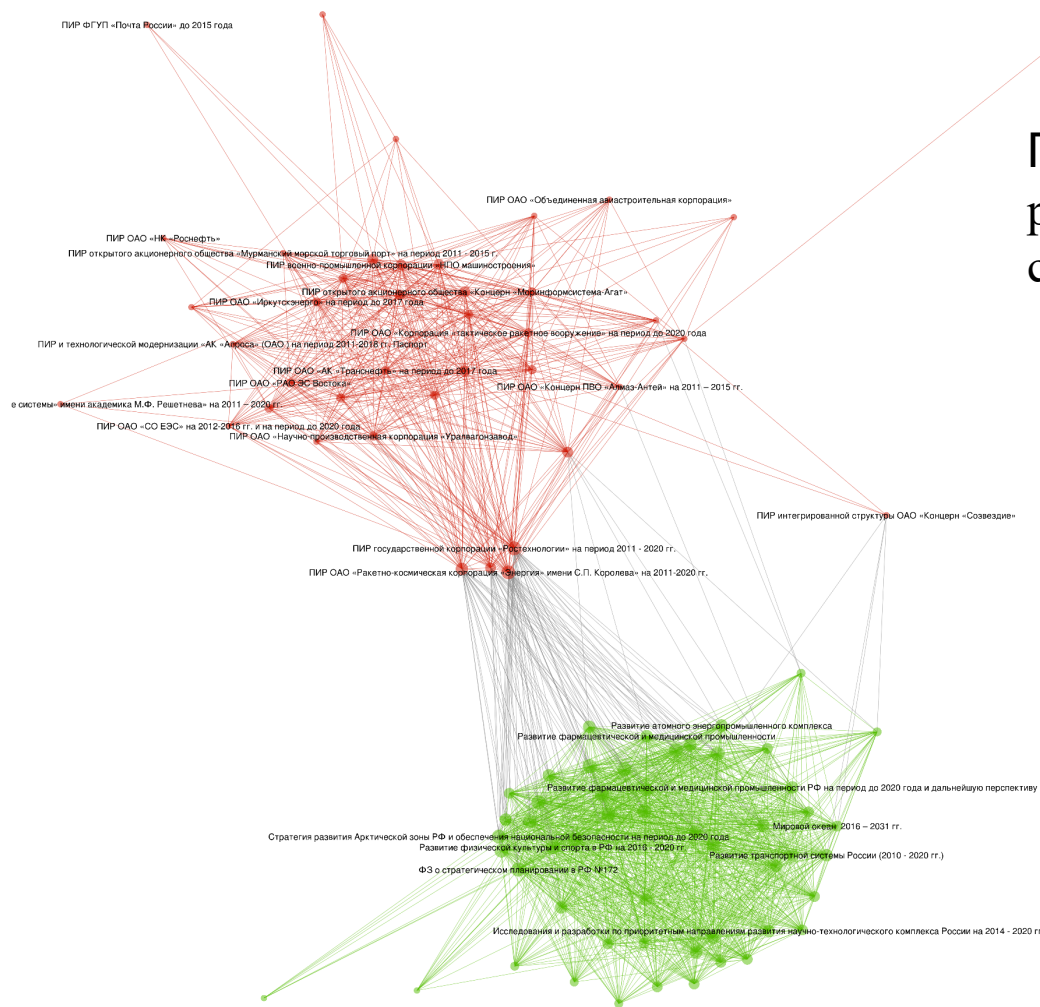 ПИР ФГУП «Почта России» до 2015 года
П
р
с
ПИР ОАО «Объединенная авиастроительная корпорация»
ПИР ОАО «НК «Роснефть»
ПИР открытого акционерного общества «Мурманский морской торговый порт» на период 2011 - 2015 г.
ПИР военно-промышленной корпорации «НПО машиностроения»
ПИР открытого акционерного общества «Концерн «Моринформсистема-Агат»
ПИР ОАО «Иркутскэнерго» на период до 2017 года
ПИР ОАО «Корпорация «тактическое ракетное вооружение» на период до 2020 года
ПИР и технологической модернизации «АК «Алроса» (ОАО ) на период 2011-2018 гг. Паспорт
ПИР ОАО «АК «Транснефть» на период до 2017 года
ПИР ОАО «РАО ЭС Востока»
ПИР ОАО «Концерн ПВО «Алмаз-Антей» на 2011 – 2015 гг.
е системы» имени академика М.Ф. Решетнева» на 2011 – 2020 гг.
ПИР ОАО «СО ЕЭС» на 2012-2016 гг. и на период до 2020 года
ПИР ОАО «Научно-производственная корпорация «Уралвагонзавод»
ПИР интегрированной структуры ОАО «Концерн «Созвездие»
ПИР государственной корпорации «Ростехнологии» на период 2011 - 2020 гг.
ПИР ОАО «Ракетно-космическая корпорация «Энергия» имени С.П. Королева» на 2011-2020 гг.
Развитие атомного энергопромышленного комплекса
Развитие фармацевтической и медицинской промышленности
Развитие фармацевтической и медицинской промышленности РФ на период до 2020 года и дальнейшую перспективу
Мировой океан 2016 – 2031 гг.
Стратегия развития Арктической зоны РФ и обеспечения национальной безопасности на период до 2020 года
Развитие физической культуры и спорта в РФ на 2016 - 2020 гг.
Развитие транспортной системы России (2010 - 2020 гг.)
ФЗ о стратегическом планировании в РФ №172
Исследования и разработки по приоритетным направлениям развития научно-технологического комплекса России на 2014 - 2020 гг